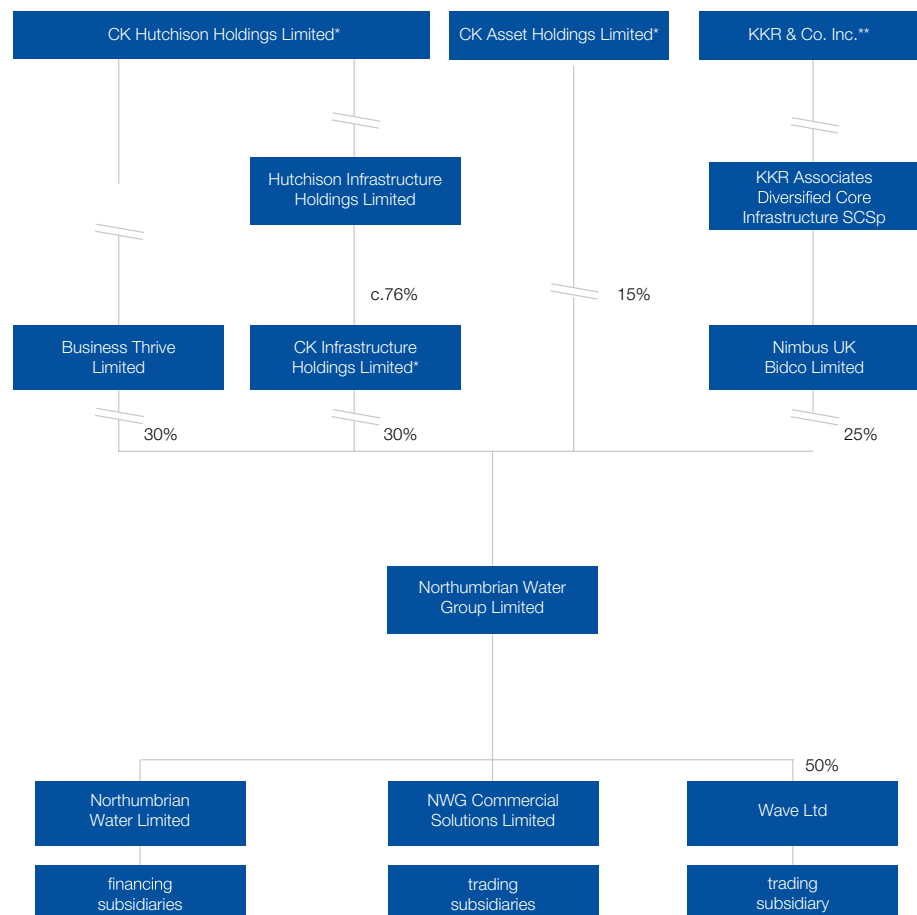 CK Hutchison Holdings Limited*
CK Asset Holdings Limited*
KKR & Co. Inc.**
Hutchison Infrastructure
Holdings Limited
KKR Associates
Diversified Core
Infrastructure SCSp
c.76%
15%
Business Thrive
Limited
CK Infrastructure
Holdings Limited*
Nimbus UK
Bidco Limited
30%
30%
25%
Northumbrian Water
Group Limited
50%
Northumbrian
Water Limited
NWG Commercial
Solutions Limited
Wave Ltd
financing
subsidiaries
trading
subsidiaries
trading
subsidiary